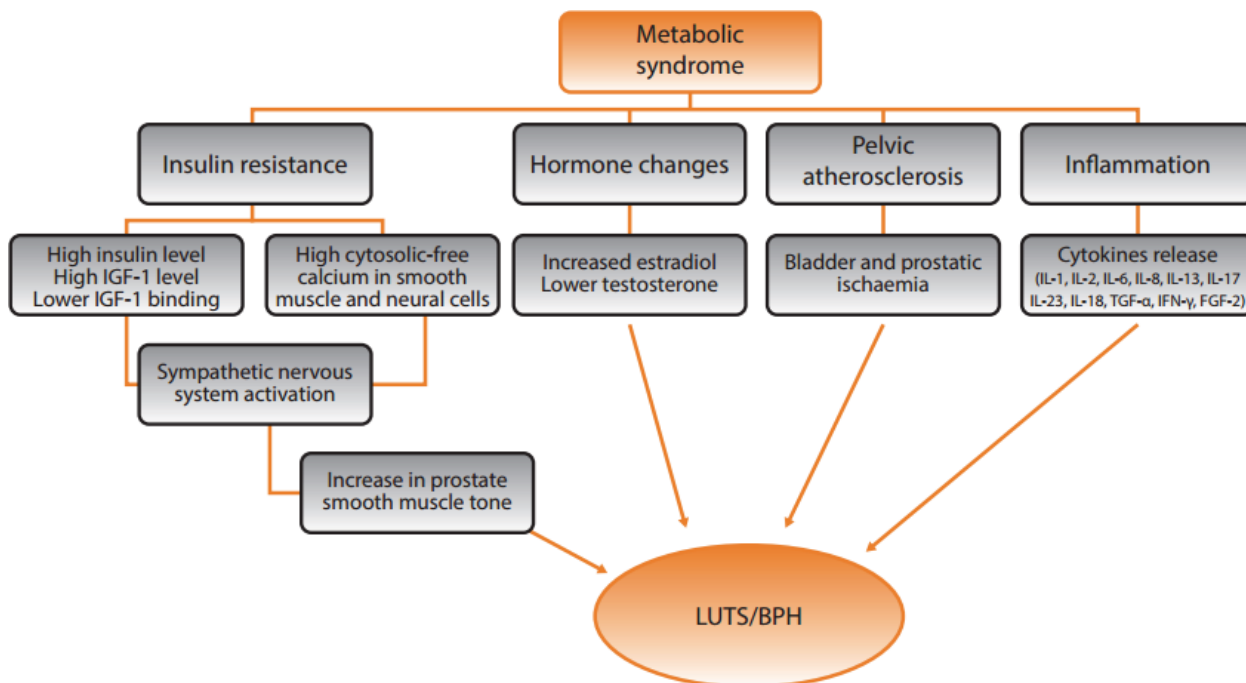 Metabolic
syndrome
Insulin resistance
Hormone changes
Pelvic
atherosclerosis
Inflammation
High insulin level
High IGF-1 level
Lower IGF-1 binding
High cytosolic-free
calcium in smooth
muscle and neural cells
Increased estradiol
Lower testosterone
Bladder and prostatic
ischaemia
Cytokines release
(IL-1, IL-2, IL-6, IL-8, IL-13, IL-17
IL-23, IL-18, TGF-α, IFN-γ, FGF-2)
Sympathetic nervous
system activation
Increase in prostate
smooth muscle tone
LUTS/BPH